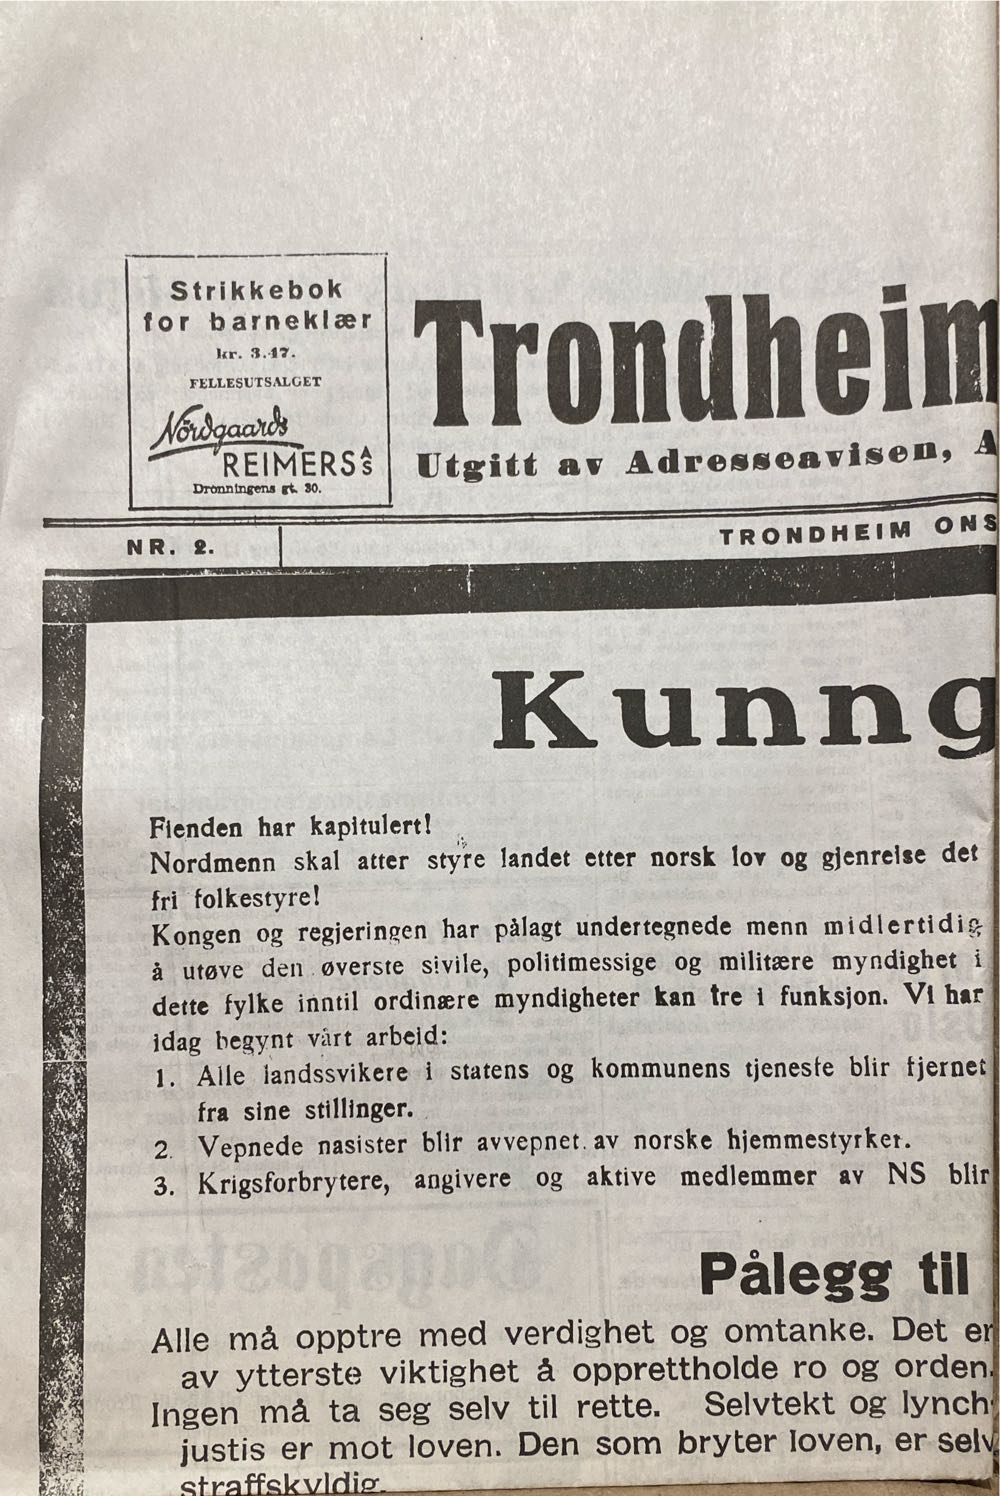 Strikkebok
for barneklær
kr. 3.47.
FELLESUTSALGET
Nordgaards
REIMERS A/S
Dronningens gt. 30.
Trondheim
Utgitt av Adresseavisen, A
NR. 2.
TRONDHEIM ONS
Kunng
Fienden har kapitulert!
Nordmenn skal atter styre landet etter norsk lov og gjenreise det
fri folkestyre!
Kongen og regjeringen har pålagt undertegnede menn midlertidig
å utøve den øverste sivile, politimessige og militære myndighet i
dette fylke inntil ordinære myndigheter kan tre i funksjon. Vi har
idag begynt vårt arbeid:
1. Alle landssvikere i statens og kommunens tjeneste blir fjernet
fra sine stillinger.
2. Vepnede nasister blir avvepnet av norske hjemmestyrker.
3. Krigsforbrytere, angivere og aktive medlemmer av NS blir
Pålegg til
Alle må opptre med verdighet og omtanke. Det er
av ytterste viktighet å opprettholde ro og orden.
Ingen må ta seg selv til rette. Selvtekt og lynch-
justis er mot loven. Den som bryter loven, er selv
straffskyldig.